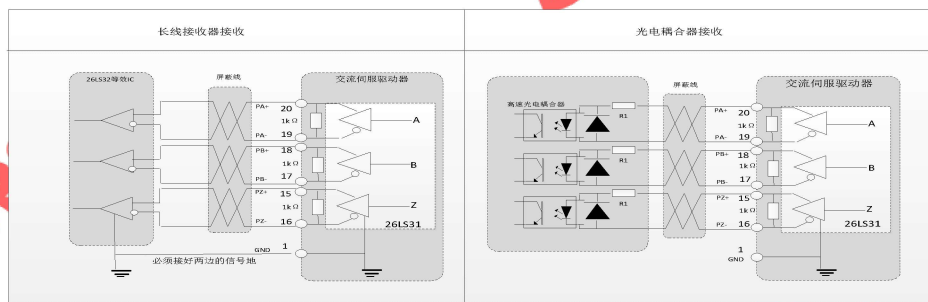 长线接收器接收
光电耦合器接收
26LS32等效IC
屏蔽线
交流伺服驱动器
PA+ 20
1kΩ
PA- 19
PB+ 18
1kΩ
PB- 17
PZ+ 15
1kΩ
PZ- 16
A
B
Z
26LS31
GND 1
必须接好两边的信号地
高速光电耦合器
屏蔽线
交流伺服驱动器
R1
R1
R1
PA+ 20
1kΩ
PA- 19
PB+ 18
1kΩ
PB- 17
PZ+ 15
1kΩ
PZ- 16
A
B
Z
26LS31
1
GND